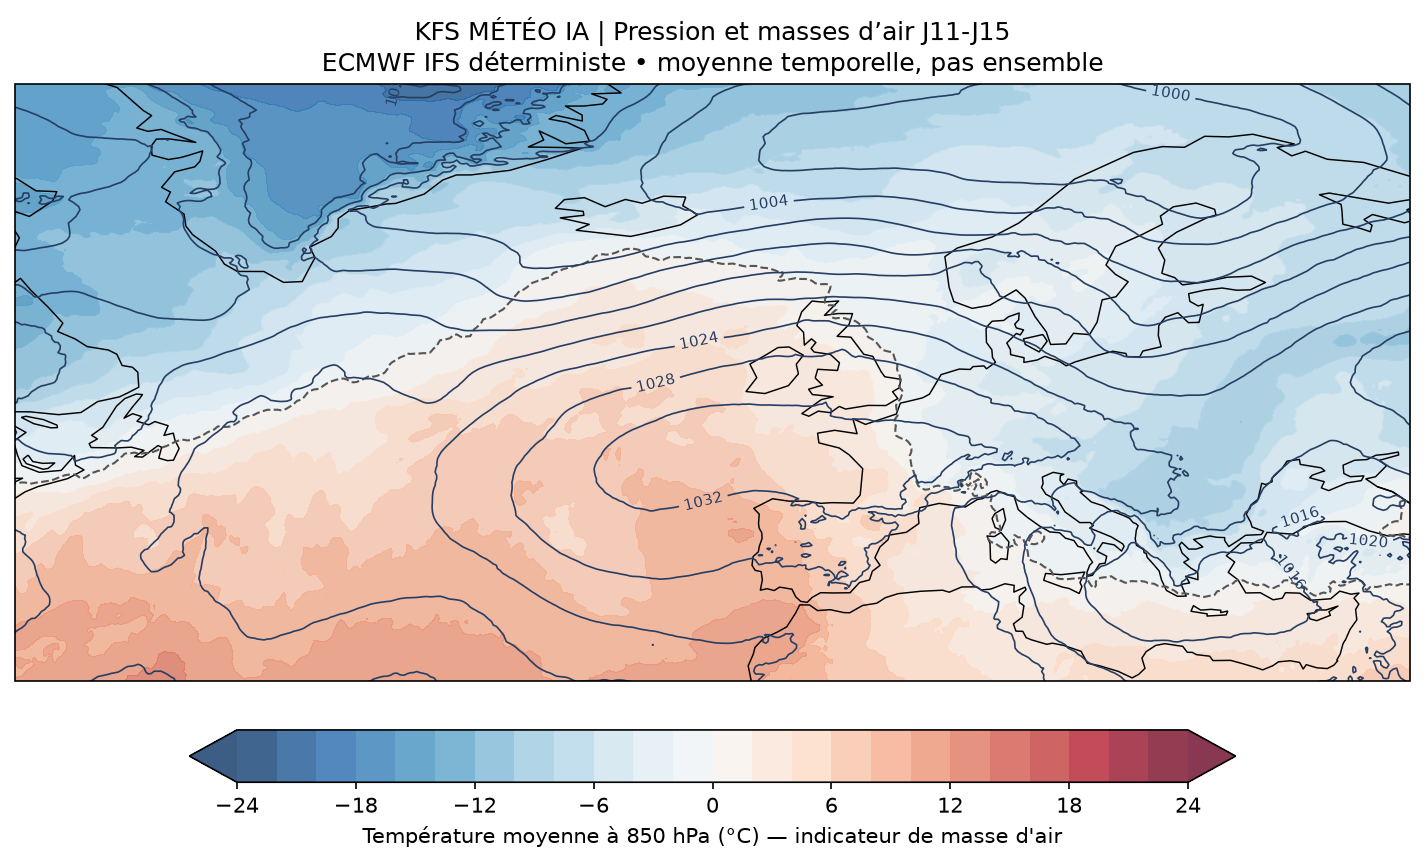 KFS MÉTÉO IA | Pression et masses d’air J11-J15
ECMWF IFS déterministe • moyenne temporelle, pas ensemble
1000
1004
1024
1028
1032
1016
1020
1016
−24 −18 −12 −6 0 6 12 18 24
Température moyenne à 850 hPa (°C) — indicateur de masse d'air